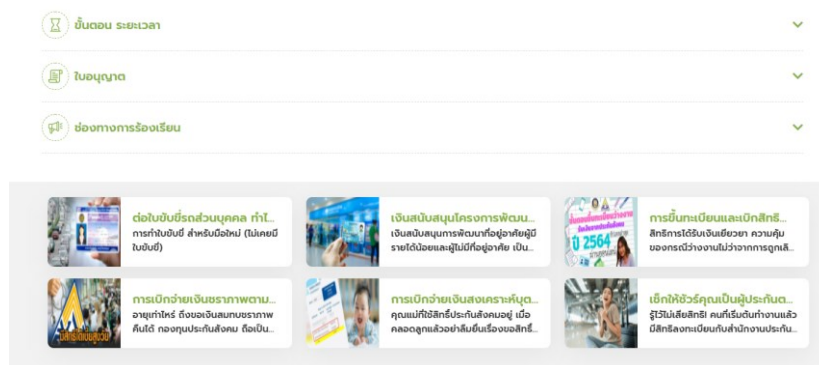 ขั้นตอน ระยะเวลา
ใบอนุญาต
ช่องทางการร้องเรียน
ต่อใบขับขี่รถส่วนบุคคล ทำไ...
การทำใบขับขี่ สำหรับมือใหม่ (ไม่เคยมี
ใบขับขี่)
เงินสนับสนุนโครงการพัฒน...
เงินสนับสนุนการพัฒนาที่อยู่อาศัยผู้มี
รายได้น้อยและผู้ไม่มีที่อยู่อาศัย เป็น...
การขึ้นทะเบียนและเบิกสิทธิ...
สิทธิการได้รับเงินเยียวยา ความคุ้ม
ของกรณีว่างงานไม่ว่าจากการถูกเลิ...
ปี 2564
การเบิกจ่ายเงินชราภาพตาม...
อายุเท่าไหร่ ถึงขอเงินสมทบชราภาพ
คืนได้ กองทุนประกันสังคม ถือเป็น...
การเบิกจ่ายเงินสงเคราะห์บุต...
คุณแม่ที่ใช้สิทธิ์ประกันสังคมอยู่ เมื่อ
คลอดลูกแล้วอย่าลืมยื่นเรื่องขอสิทธิ์...
เช็กให้ชัวร์คุณเป็นผู้ประกันต...
รู้ไว้ไม่เสียสิทธิ! คนที่เริ่มต้นทำงานแล้ว
มีสิทธิลงทะเบียนกับสำนักงานประกัน...